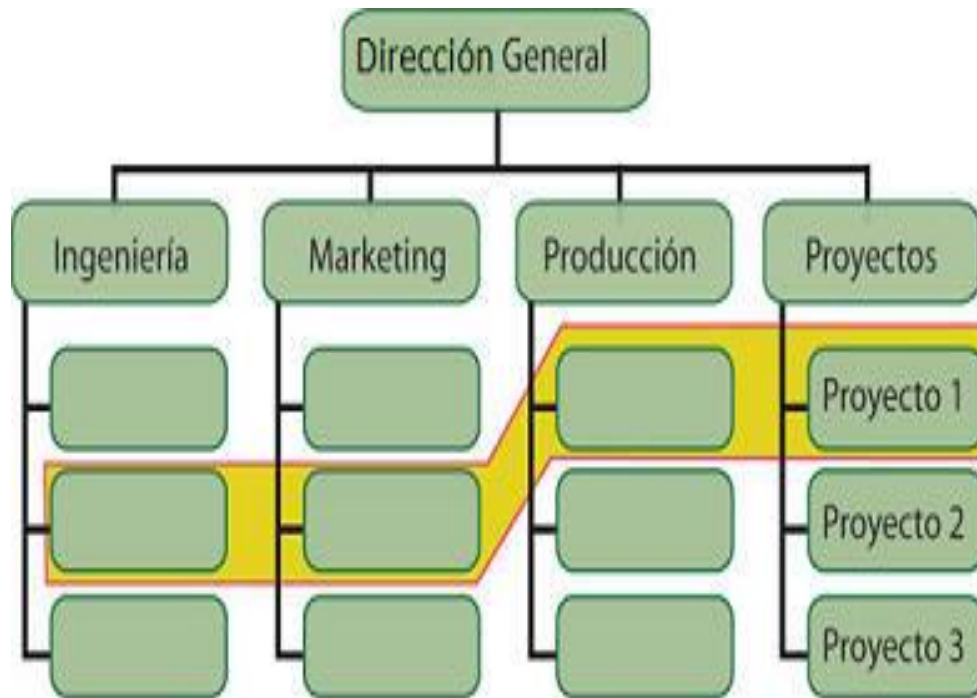 Dirección General
Ingeniería
Marketing
Producción
Proyectos
Proyecto 1
Proyecto 2
Proyecto 3